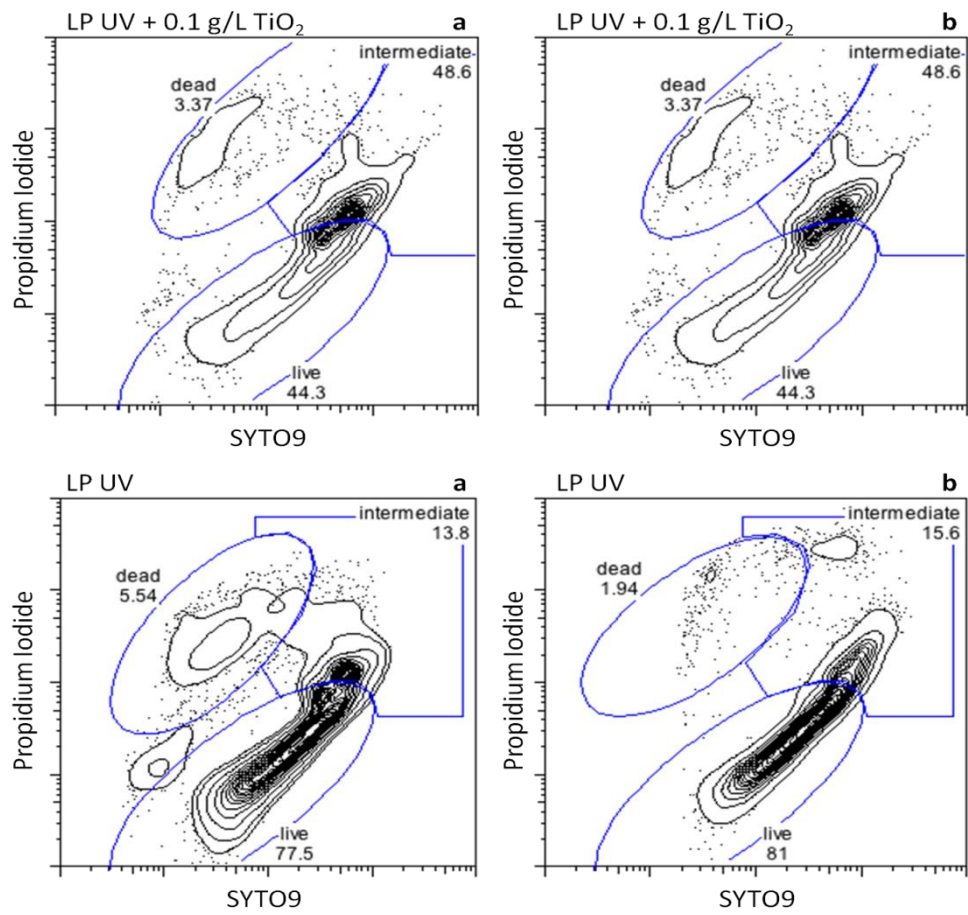 LP UV + 0.1 g/L TiO₂ a
intermediate
48.6
dead
3.37
live
44.3
Propidium Iodide
SYTO9
LP UV + 0.1 g/L TiO₂ b
intermediate
48.6
dead
3.37
live
44.3
Propidium Iodide
SYTO9
LP UV a
intermediate
13.8
dead
5.54
live
77.5
Propidium Iodide
SYTO9
LP UV b
intermediate
15.6
dead
1.94
live
81
Propidium Iodide
SYTO9